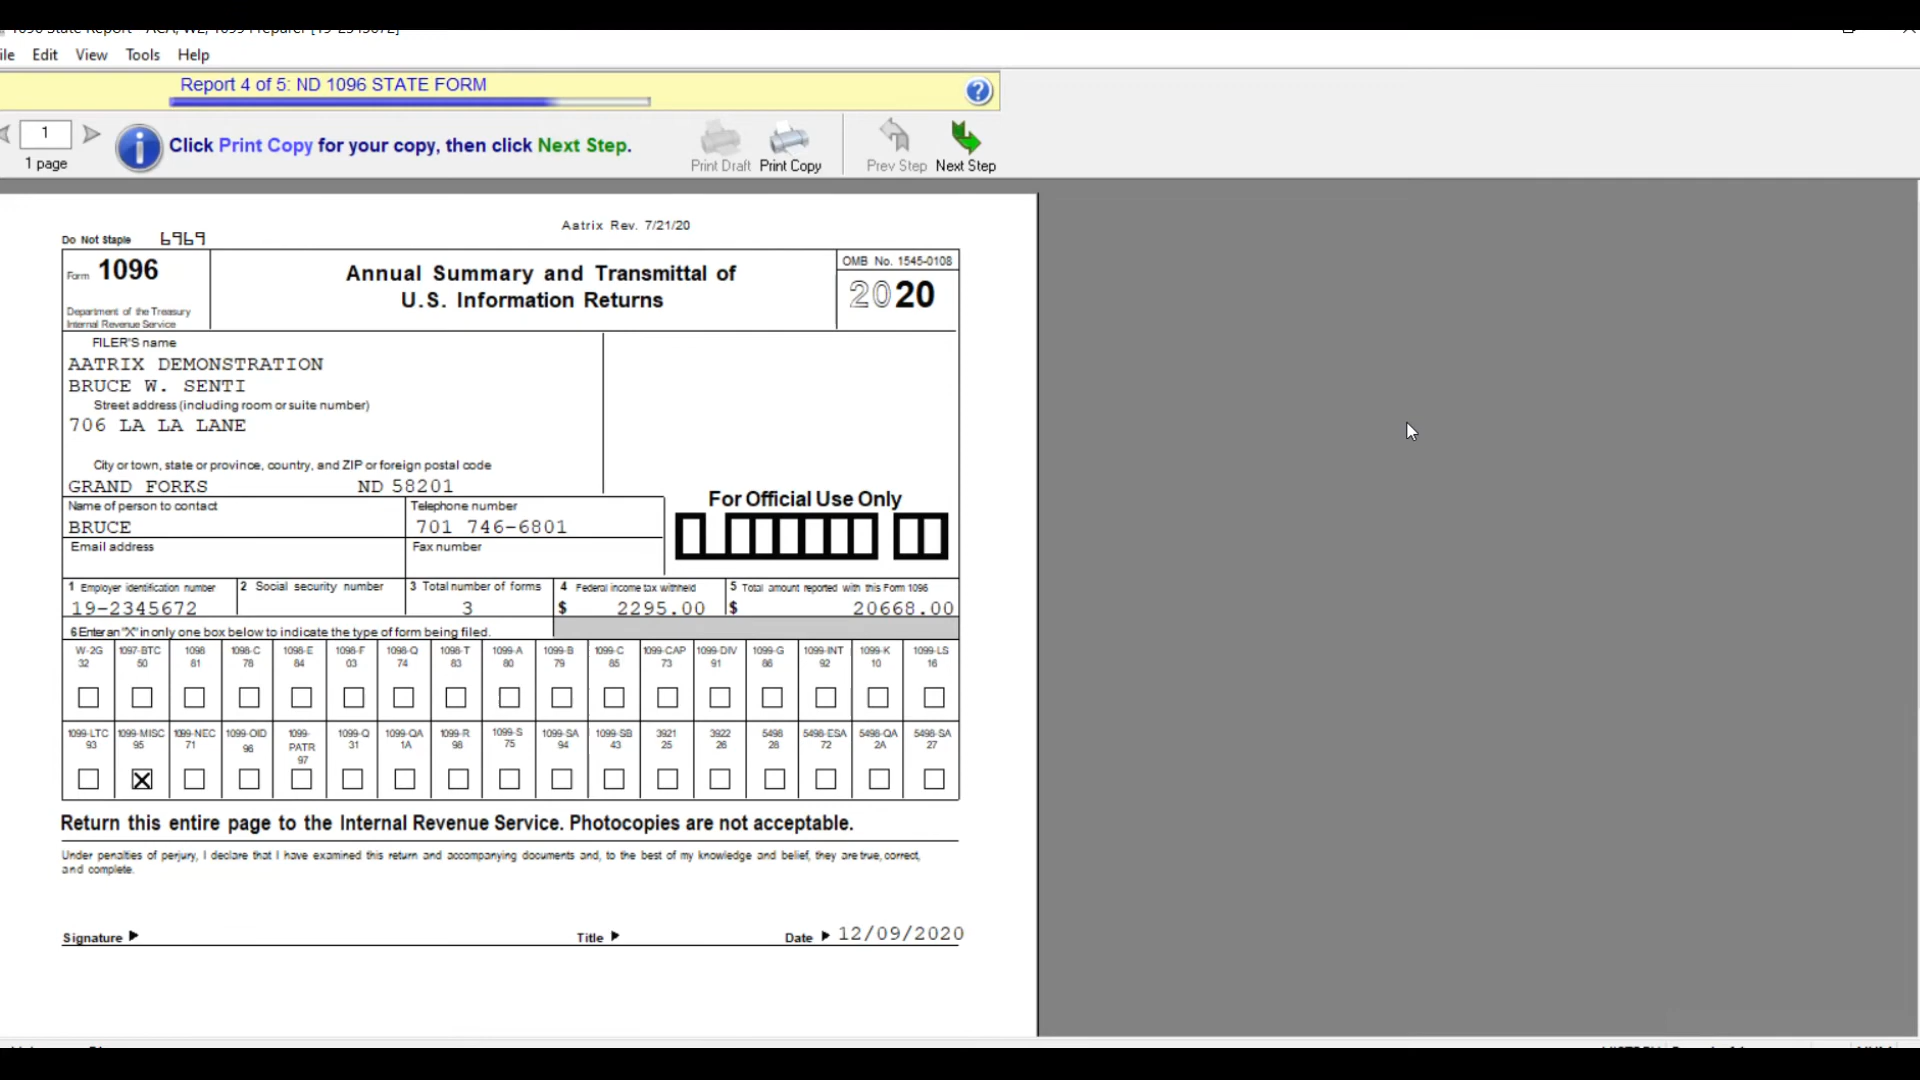 1096 State Report - ACA, W2, 1099 Preparer [19-2345672]
ile Edit View Tools Help
Report 4 of 5: ND 1096 STATE FORM
?
1
1 page
i
Click Print Copy for your copy, then click Next Step.
Print Draft Print Copy Prev Step Next Step
Aatrix Rev. 7/21/20
Do Not Staple 6969
Form 1096
Department of the Treasury
Internal Revenue Service
Annual Summary and Transmittal of
U.S. Information Returns
OMB No. 1545-0108
2020
FILER'S name
AATRIX DEMONSTRATION
BRUCE W. SENTI
Street address (including room or suite number)
706 LA LA LANE
City or town, state or province, country, and ZIP or foreign postal code
GRAND FORKS ND 58201
Name of person to contact Telephone number
BRUCE 701 746-6801
Email address Fax number
For Official Use Only
1 Employer identification number 2 Social security number 3 Total number of forms 4 Federal income tax withheld 5 Total amount reported with this Form 1096
19-2345672 3 $ 2295.00 $ 20668.00
6 Enter an "X" in only one box below to indicate the type of form being filed.
W-2G 1097-BTC 1098 1098-C 1098-E 1098-F 1098-Q 1098-T 1099-A 1099-B 1099-C 1099-CAP 1099-DIV 1099-G 1099-INT 1099-K 1099-LS
32 50 81 78 84 03 74 83 80 79 85 73 91 86 92 10 16
1099-LTC 1099-MISC 1099-NEC 1099-OID 1099-PATR 1099-Q 1099-QA 1099-R 1099-S 1099-SA 1099-SB 3921 3922 5498 5498-ESA 5498-QA 5498-SA
93 95 71 96 97 31 1A 98 75 94 43 25 26 28 72 2A 27
X
Return this entire page to the Internal Revenue Service. Photocopies are not acceptable.
Under penalties of perjury, I declare that I have examined this return and accompanying documents and, to the best of my knowledge and belief, they are true, correct,
and complete.
Signature Title Date 12/09/2020